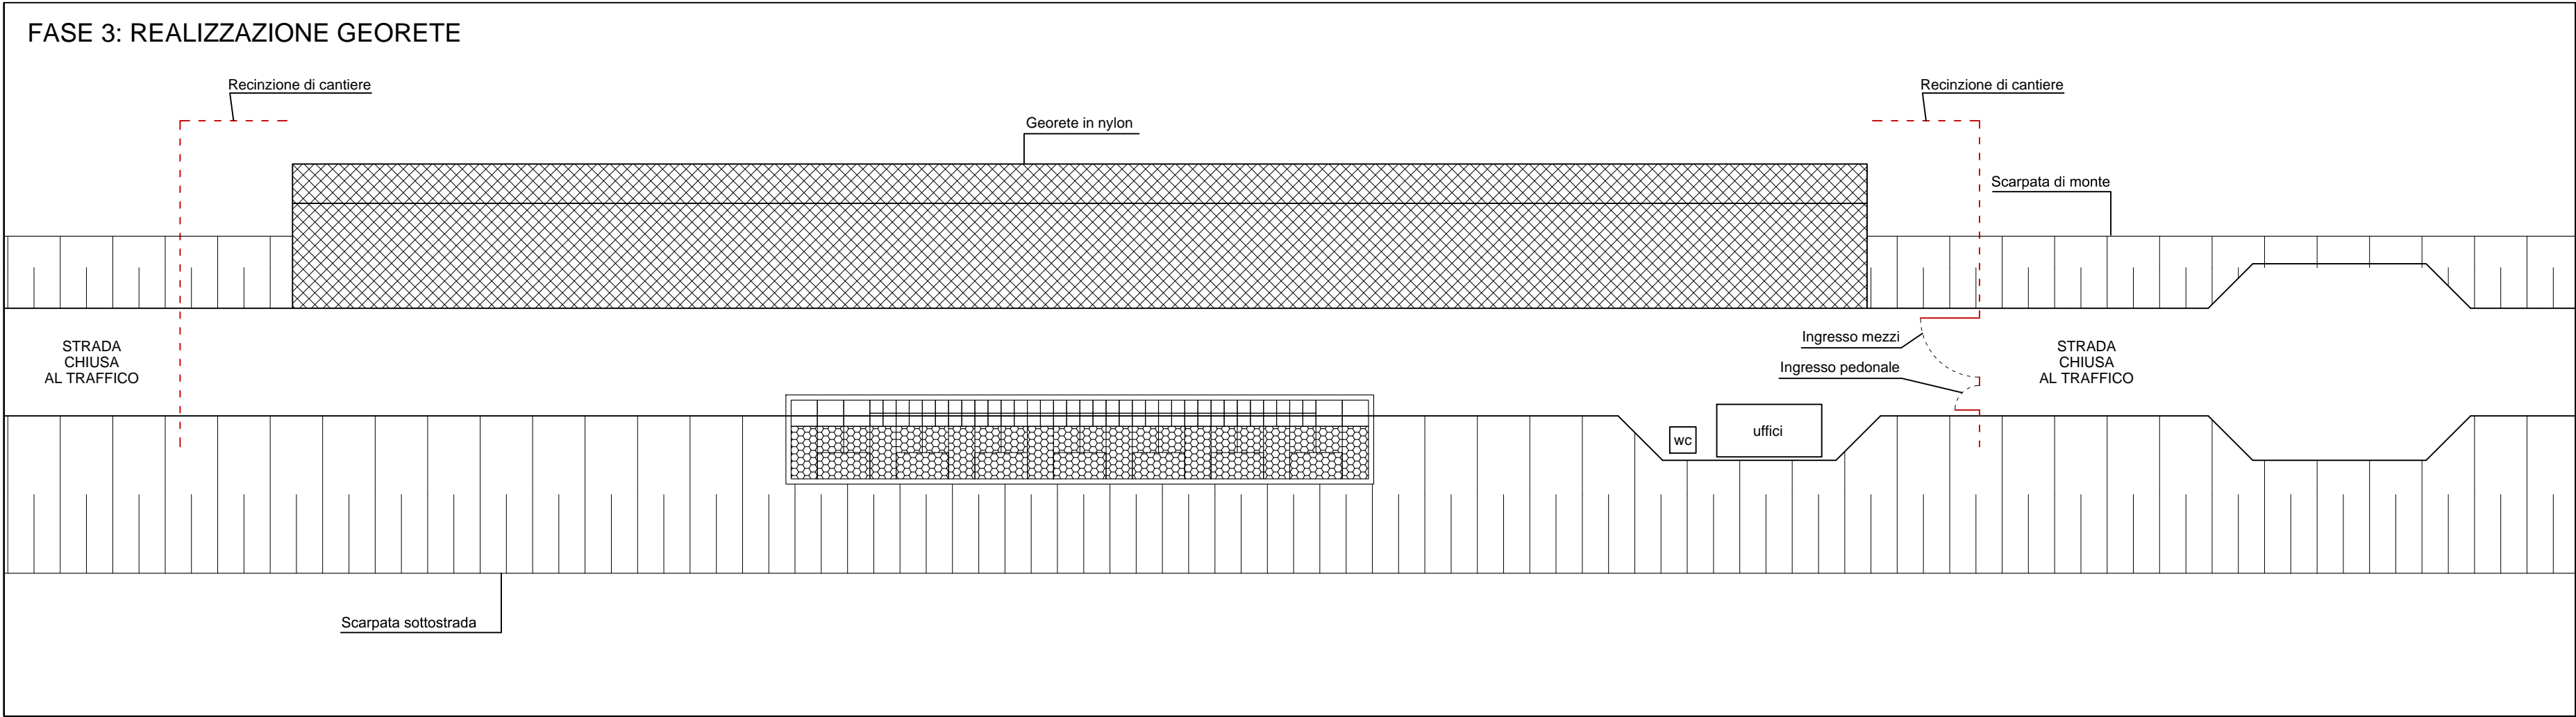 FASE 3: REALIZZAZIONE GEORETE
Recinzione di cantiere
Recinzione di cantiere
Georete in nylon
Scarpata di monte
Ingresso mezzi
Ingresso pedonale
STRADA
CHIUSA
AL TRAFFICO
STRADA
CHIUSA
AL TRAFFICO
wc
uffici
Scarpata sottostrada